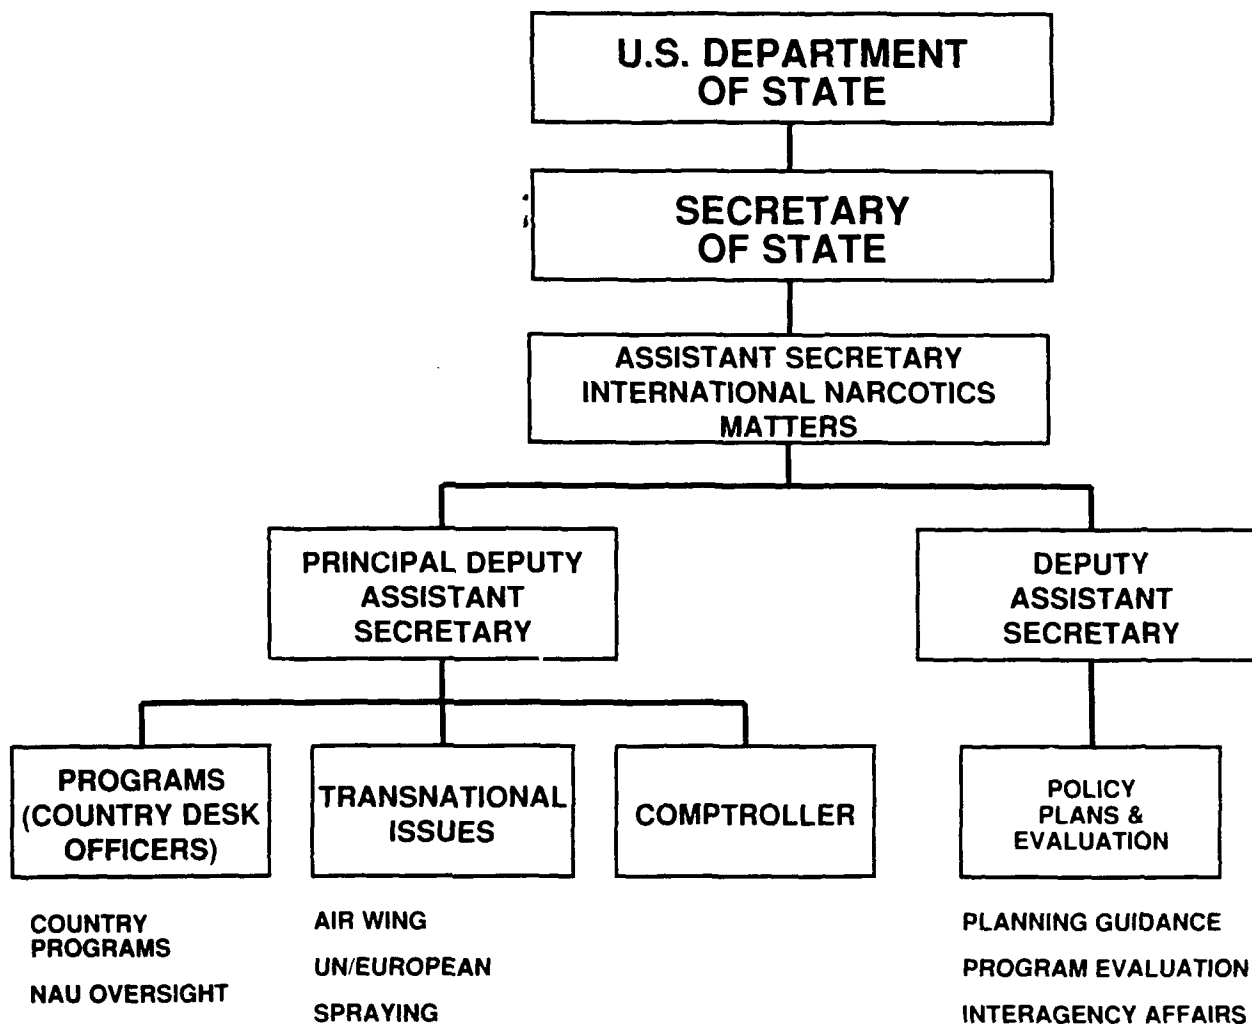 U.S. DEPARTMENT
OF STATE
SECRETARY
OF STATE
ASSISTANT SECRETARY
INTERNATIONAL NARCOTICS
MATTERS
PRINCIPAL DEPUTY
ASSISTANT
SECRETARY
DEPUTY
ASSISTANT
SECRETARY
PROGRAMS
(COUNTRY DESK
OFFICERS)
TRANSNATIONAL
ISSUES
COMPTROLLER
POLICY
PLANS &
EVALUATION
COUNTRY
PROGRAMS
NAU OVERSIGHT
AIR WING
UN/EUROPEAN
SPRAYING
PLANNING GUIDANCE
PROGRAM EVALUATION
INTERAGENCY AFFAIRS